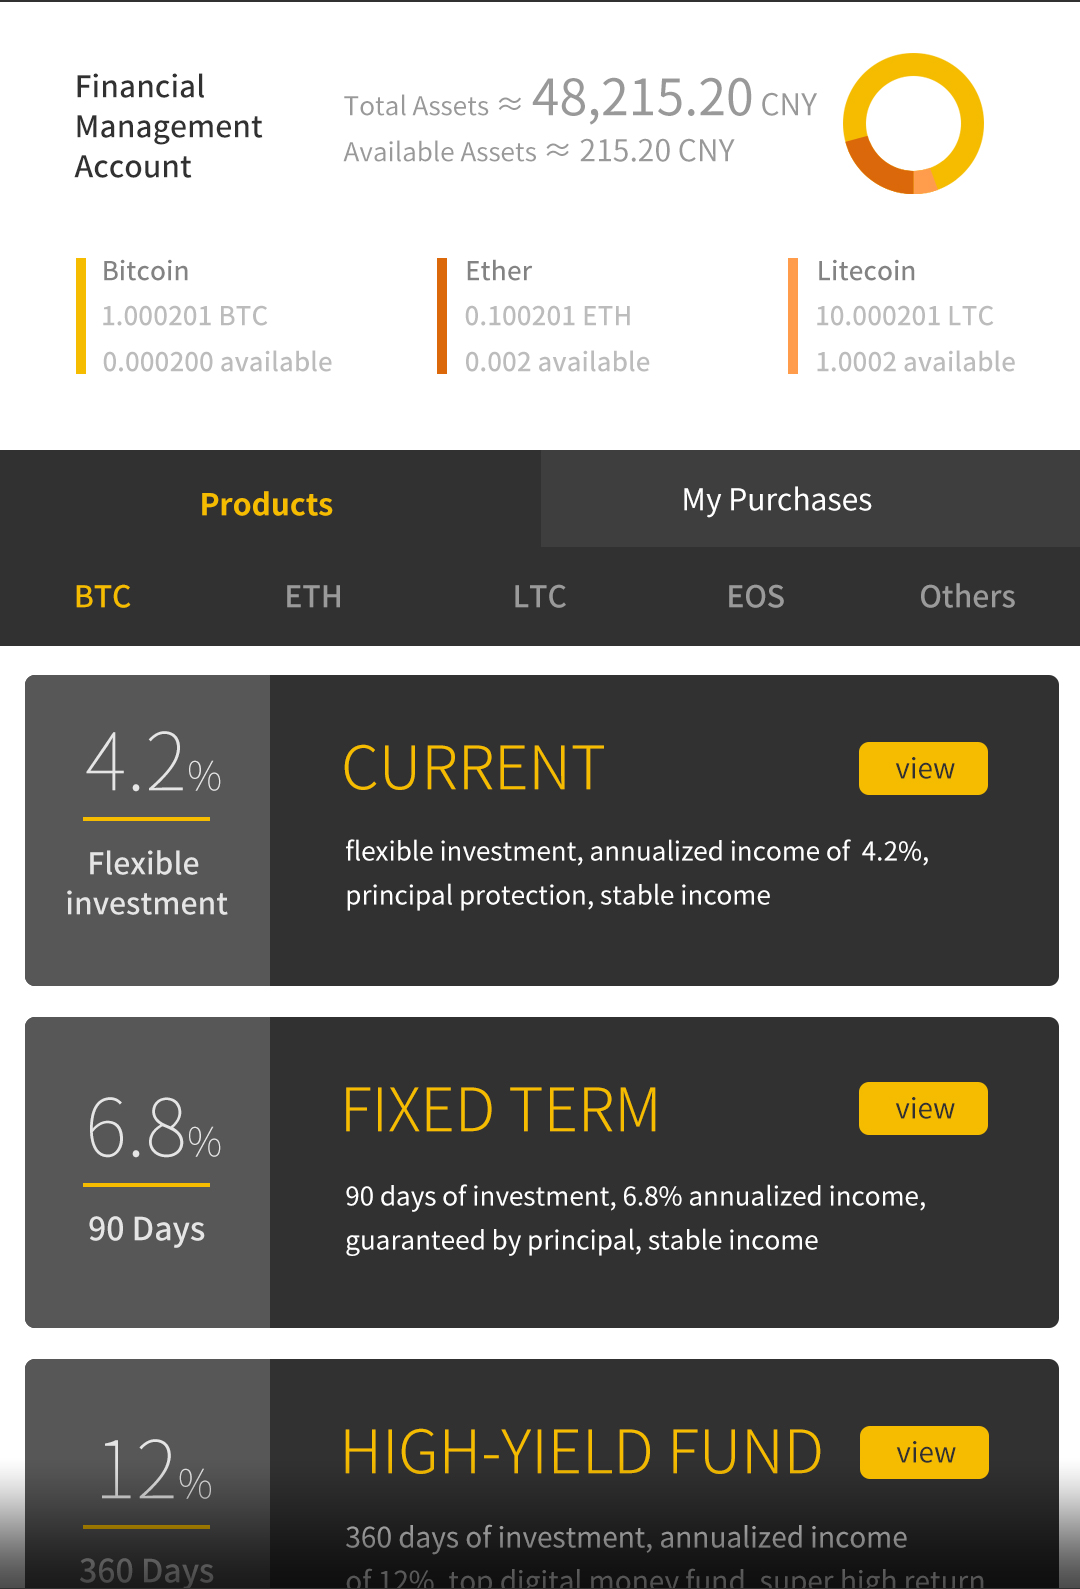 Financial
Management
Account
Total Assets ≈ 48,215.20 CNY
Available Assets ≈ 215.20 CNY
Bitcoin
1.000201 BTC
0.000200 available
Ether
0.100201 ETH
0.002 available
Litecoin
10.000201 LTC
1.0002 available
Products
My Purchases
BTC
ETH
LTC
EOS
Others
4.2%
Flexible
investment
CURRENT
view
flexible investment, annualized income of 4.2%,
principal protection, stable income
6.8%
90 Days
FIXED TERM
view
90 days of investment, 6.8% annualized income,
guaranteed by principal, stable income
12%
360 Days
HIGH-YIELD FUND
view
360 days of investment, annualized income
of 12%, top digital money fund, super high return